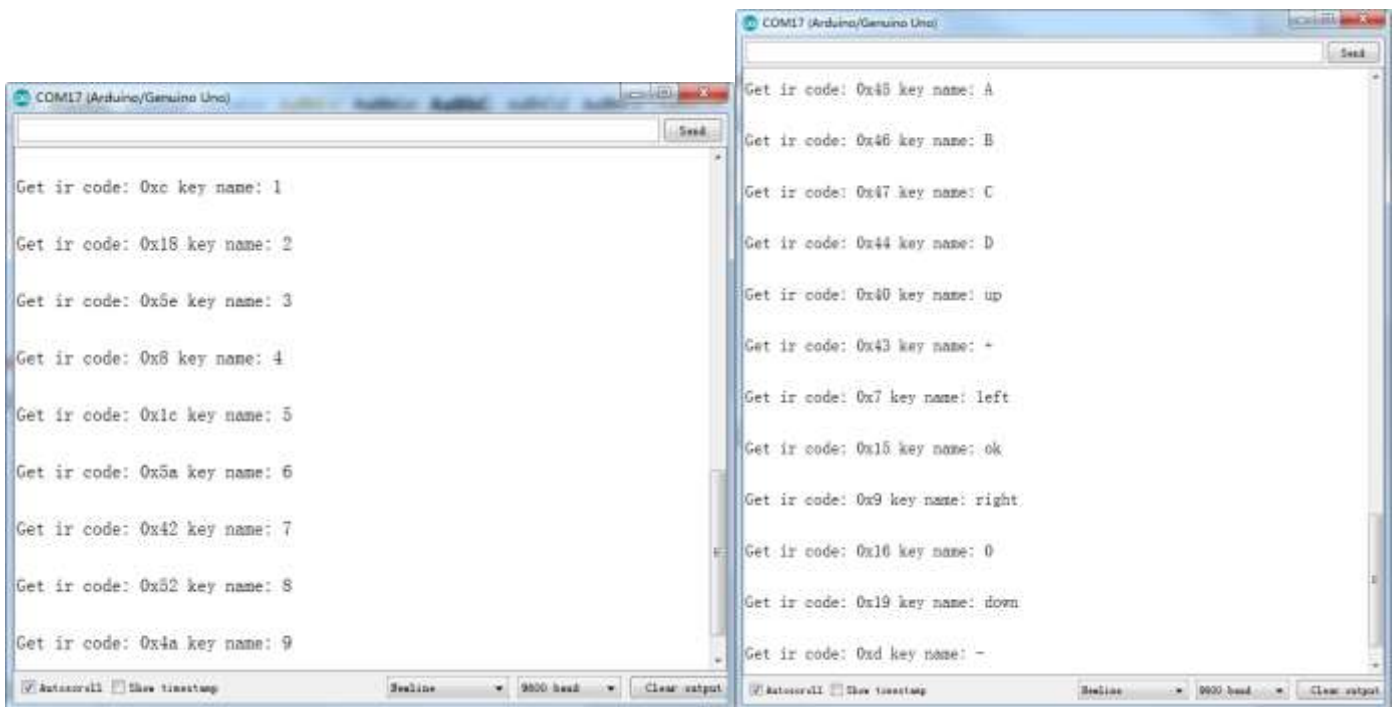 COM17 (Arduino/Genuino Uno)
Send
Get ir code: 0xc key name: 1
Get ir code: 0x18 key name: 2
Get ir code: 0x5e key name: 3
Get ir code: 0x8 key name: 4
Get ir code: 0x1c key name: 5
Get ir code: 0x5a key name: 6
Get ir code: 0x42 key name: 7
Get ir code: 0x52 key name: 8
Get ir code: 0x4a key name: 9
Autoscroll Show timestamp Newline 9600 baud Clear output
COM17 (Arduino/Genuino Uno)
Send
Get ir code: 0x45 key name: A
Get ir code: 0x46 key name: B
Get ir code: 0x47 key name: C
Get ir code: 0x44 key name: D
Get ir code: 0x40 key name: up
Get ir code: 0x43 key name: +
Get ir code: 0x7 key name: left
Get ir code: 0x15 key name: ok
Get ir code: 0x9 key name: right
Get ir code: 0x16 key name: 0
Get ir code: 0x19 key name: down
Get ir code: 0xd key name: -
Autoscroll Show timestamp Newline 9600 baud Clear output